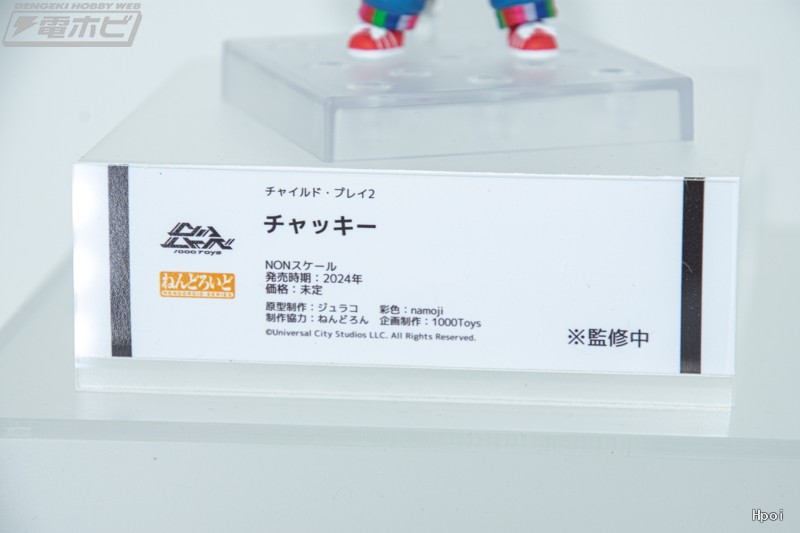 DENGEKI HOBBY WEB
電ホビ
チャイルド・プレイ2
チャッキー
1000Toys
ねんどろいど
NENDOROID SERIES
NONスケール
発売時期:2024年
価格:未定
原型制作:ジュラコ 彩色:namoji
制作協力:ねんどろん 企画制作:1000Toys
©Universal City Studios LLC. All Rights Reserved.
※監修中
Hpoi